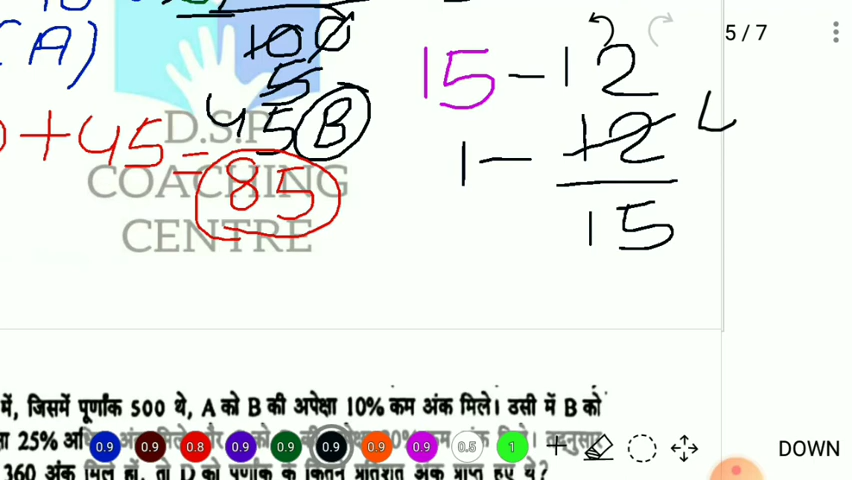 5 / 7
100
15 - 12
(A)
5
45 B
1 - 12 4
+ 45 = 85
15
D.S.P
COACHING
CENTRE
में, जिसमें पूर्णांक 500 थे, A को B की अपेक्षा 10% कम अंक मिले। उसी में B को
25%
360 अंक मिले हों, तो D को पूर्णांक के कितने प्रतिशत अंक प्राप्त हुए थे?
0.9 0.9 0.8 0.9 0.9 0.9 0.9 0.9 0.5 1
DOWN